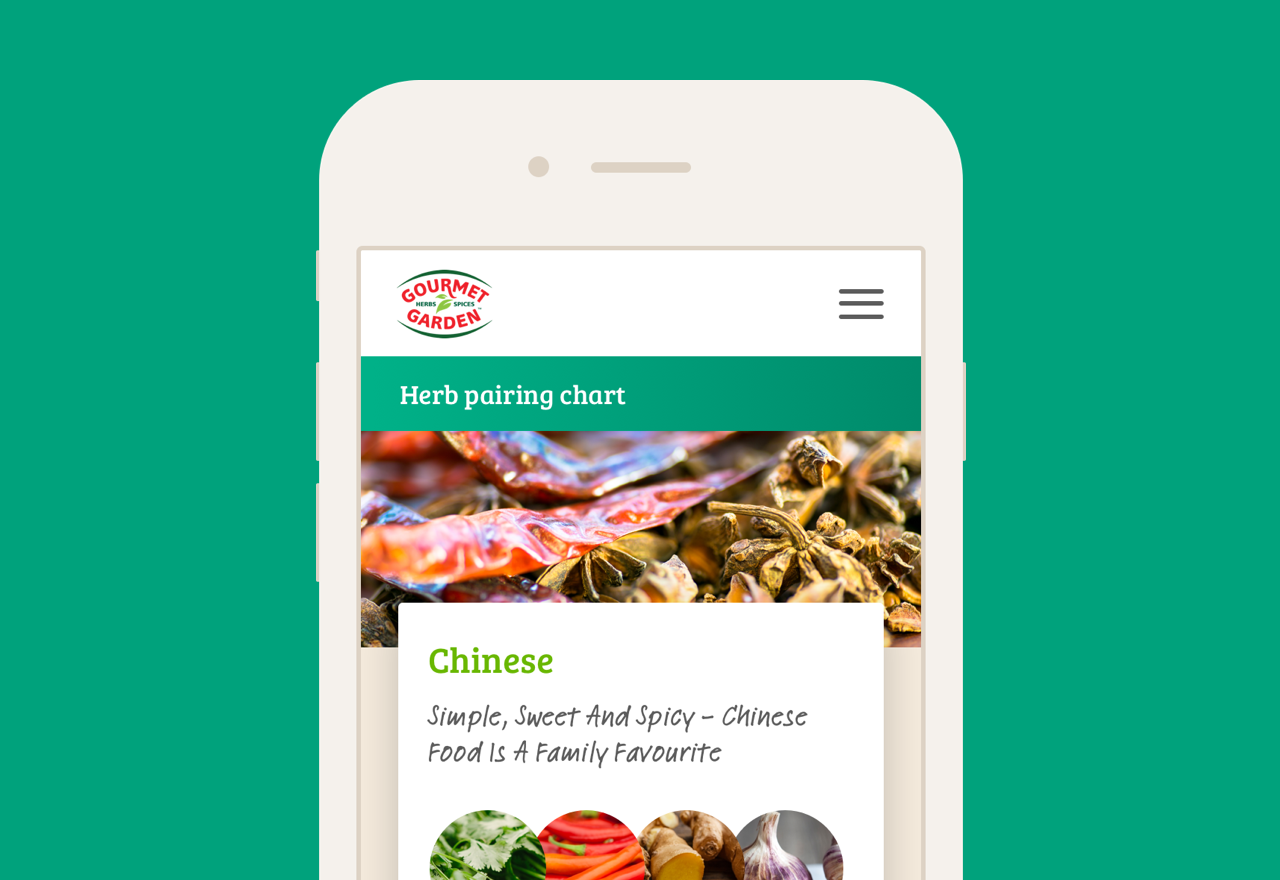 GOURMET
HERBS SPICES
GARDEN
Herb pairing chart
Chinese
Simple, Sweet And Spicy – Chinese
Food Is A Family Favourite